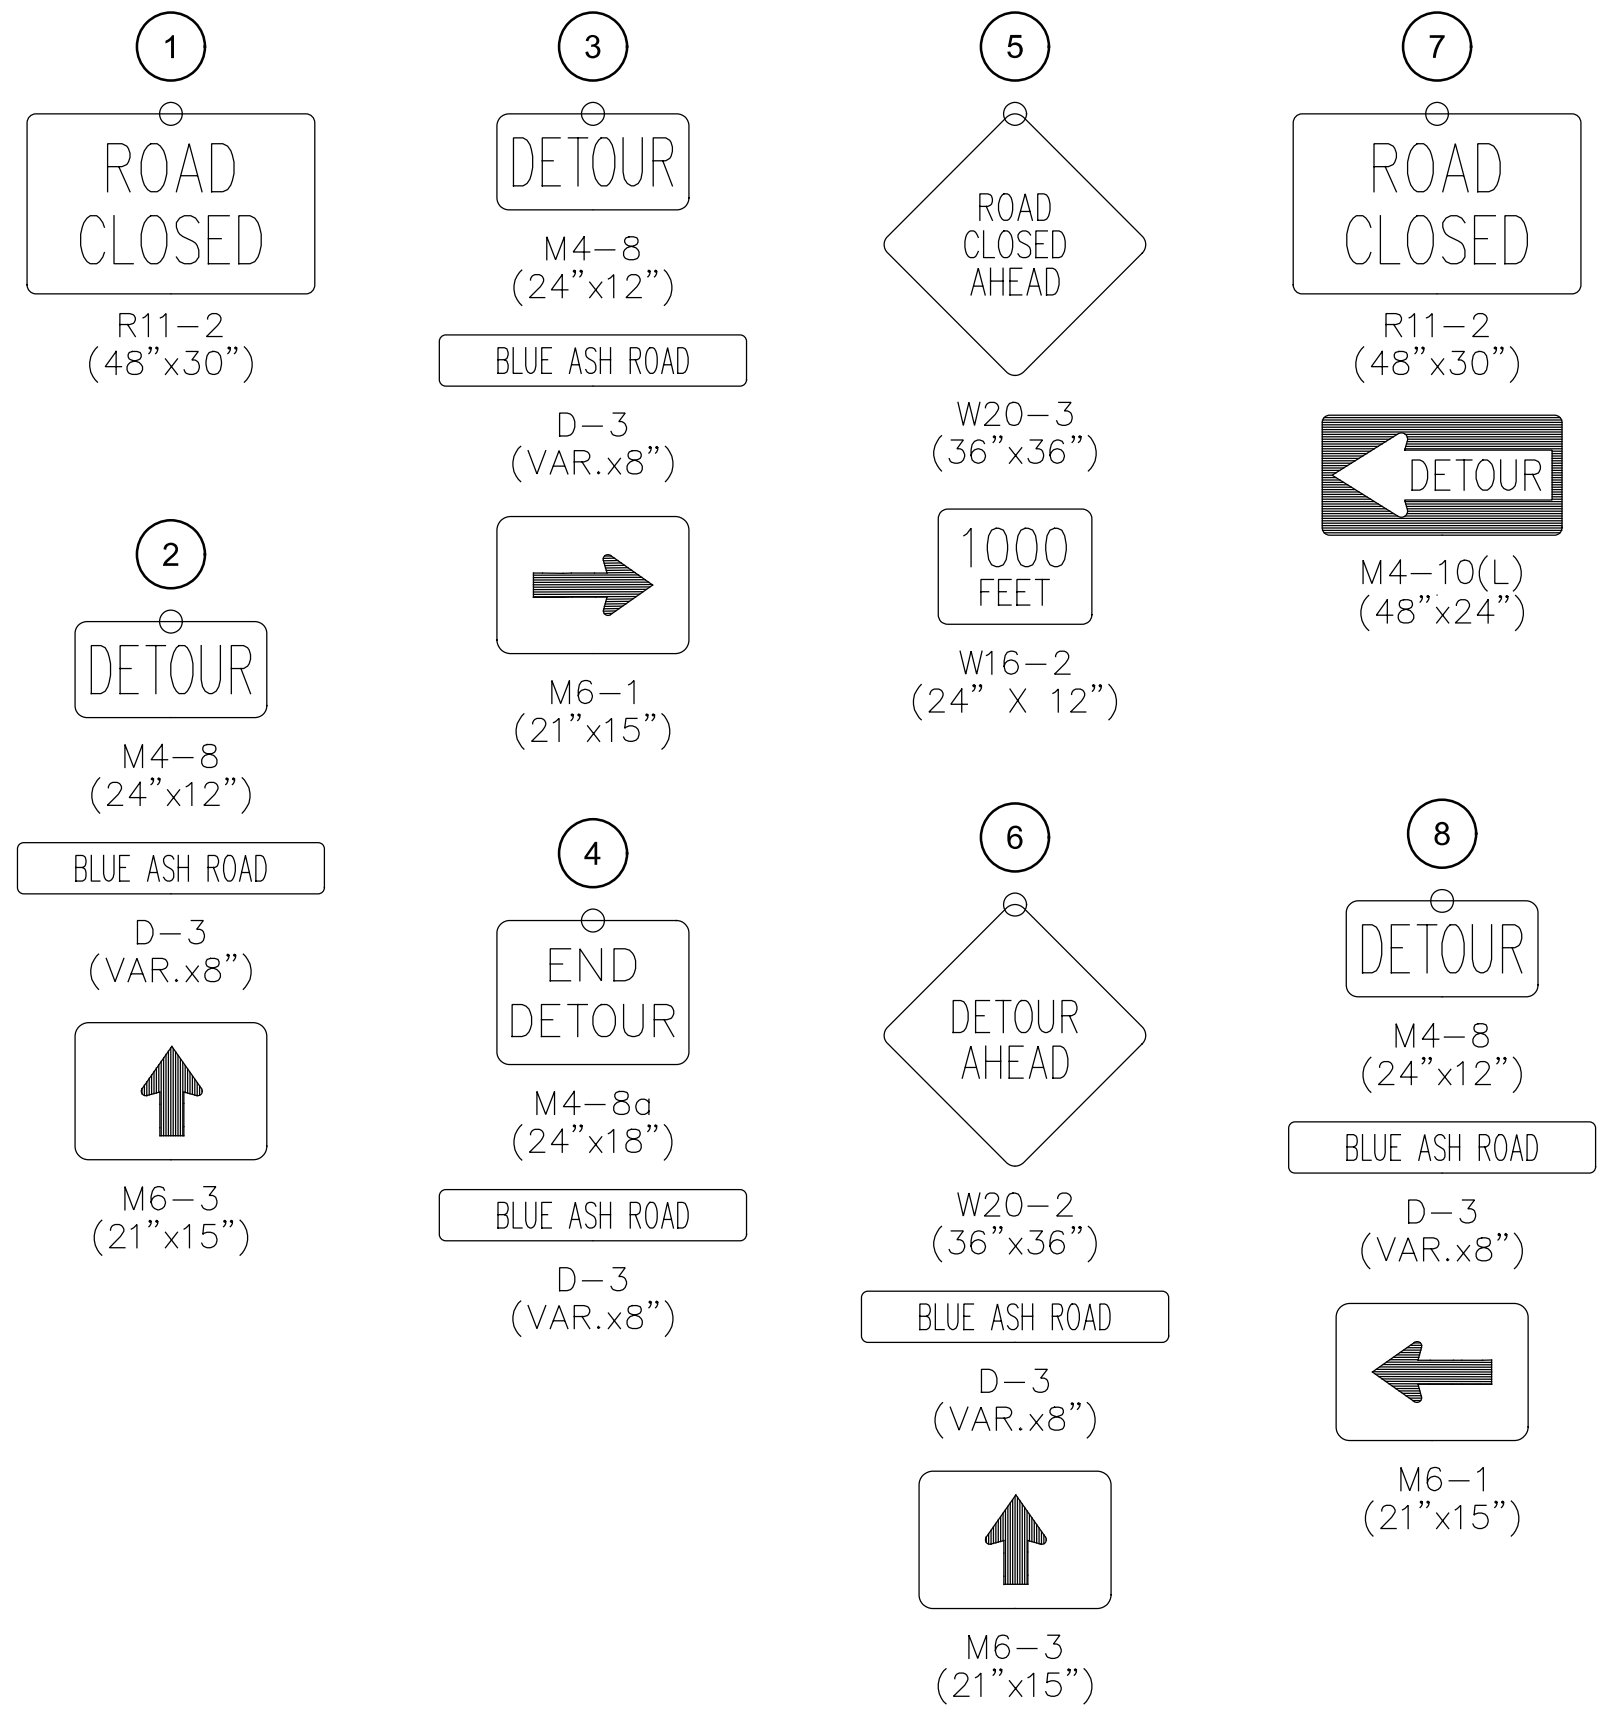 1
ROAD
CLOSED
R11-2
(48"x30")
2
DETOUR
M4-8
(24"x12")
BLUE ASH ROAD
D-3
(VAR.x8")
M6-3
(21"x15")
3
DETOUR
M4-8
(24"x12")
BLUE ASH ROAD
D-3
(VAR.x8")
M6-1
(21"x15")
4
END
DETOUR
M4-8a
(24"x18")
BLUE ASH ROAD
D-3
(VAR.x8")
5
ROAD
CLOSED
AHEAD
W20-3
(36"x36")
1000
FEET
W16-2
(24" X 12")
6
DETOUR
AHEAD
W20-2
(36"x36")
BLUE ASH ROAD
D-3
(VAR.x8")
M6-3
(21"x15")
7
ROAD
CLOSED
R11-2
(48"x30")
DETOUR
M4-10(L)
(48"x24")
8
DETOUR
M4-8
(24"x12")
BLUE ASH ROAD
D-3
(VAR.x8")
M6-1
(21"x15")